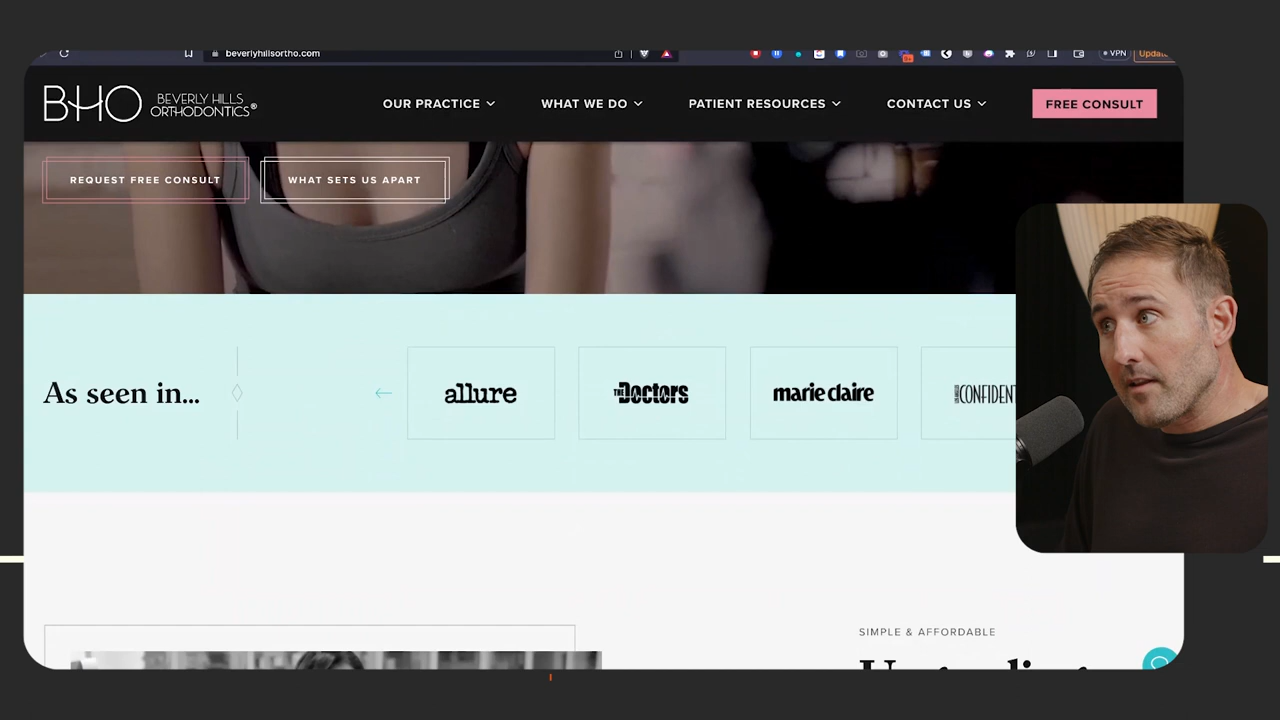 beverlyhillsortho.com
VPN
BHO BEVERLY HILLS ORTHODONTICS®
OUR PRACTICE
WHAT WE DO
PATIENT RESOURCES
CONTACT US
FREE CONSULT
REQUEST FREE CONSULT
WHAT SETS US APART
As seen in...
allure
THE Doctors
marie claire
SIMPLE & AFFORDABLE